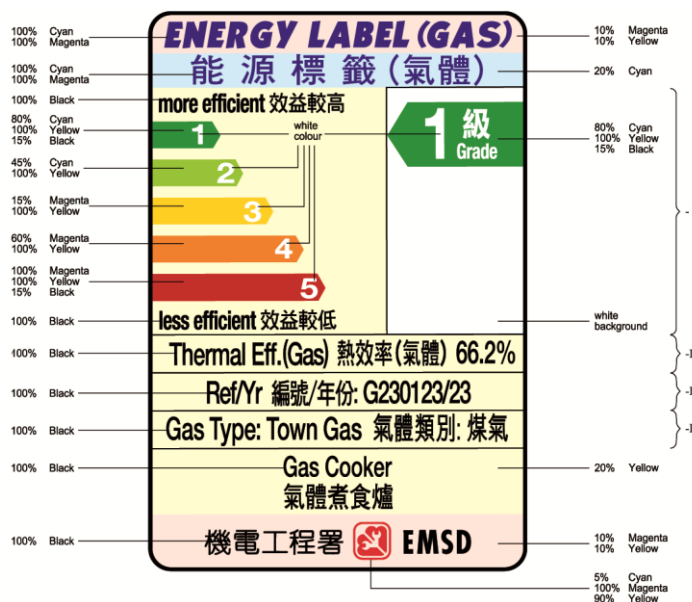 100% Cyan
100% Magenta
ENERGY LABEL (GAS)
10% Magenta
10% Yellow
100% Cyan
100% Magenta
能源標籤(氣體)
20% Cyan
100% Black
more efficient 效益較高
80% Cyan
100% Yellow
15% Black
1
white
colour
1 級
Grade
80% Cyan
100% Yellow
15% Black
45% Cyan
100% Yellow
2
15% Magenta
100% Yellow
3
60% Magenta
100% Yellow
4
100% Magenta
100% Yellow
15% Black
5
100% Black
less efficient 效益較低
white
background
100% Black
Thermal Eff.(Gas) 熱效率(氣體) 66.2%
100% Black
Ref/Yr 編號/年份: G230123/23
100% Black
Gas Type: Town Gas 氣體類別: 煤氣
100% Black
Gas Cooker
氣體煮食爐
20% Yellow
100% Black
機電工程署 EMSD
10% Magenta
10% Yellow
5% Cyan
100% Magenta
90% Yellow